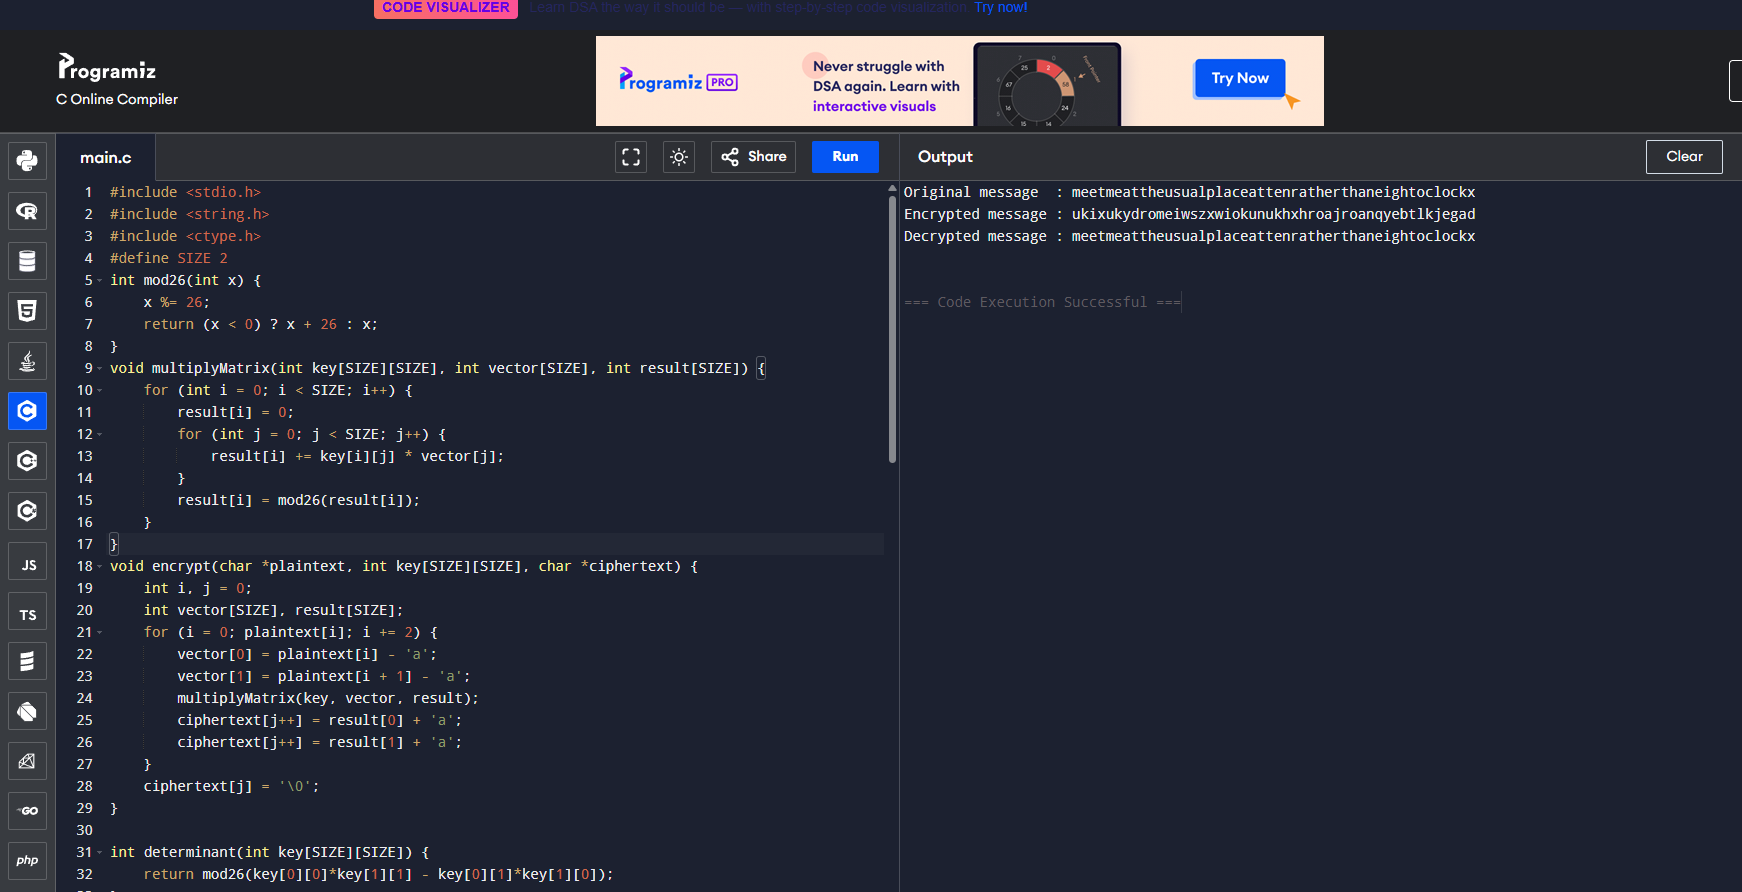 CODE VISUALIZER Learn DSA the way it should be — with step-by-step code visualization. Try now!
Programiz
C Online Compiler
Programiz PRO
Never struggle with
DSA again. Learn with
interactive visuals
Try Now
main.c
Share
Run
Output
Clear
1 #include <stdio.h>
2 #include <string.h>
3 #include <ctype.h>
4 #define SIZE 2
5 int mod26(int x) {
6 x %= 26;
7 return (x < 0) ? x + 26 : x;
8 }
9 void multiplyMatrix(int key[SIZE][SIZE], int vector[SIZE], int result[SIZE]) {
10 for (int i = 0; i < SIZE; i++) {
11 result[i] = 0;
12 for (int j = 0; j < SIZE; j++) {
13 result[i] += key[i][j] * vector[j];
14 }
15 result[i] = mod26(result[i]);
16 }
17 }
18 void encrypt(char *plaintext, int key[SIZE][SIZE], char *ciphertext) {
19 int i, j = 0;
20 int vector[SIZE], result[SIZE];
21 for (i = 0; plaintext[i]; i += 2) {
22 vector[0] = plaintext[i] - 'a';
23 vector[1] = plaintext[i + 1] - 'a';
24 multiplyMatrix(key, vector, result);
25 ciphertext[j++] = result[0] + 'a';
26 ciphertext[j++] = result[1] + 'a';
27 }
28 ciphertext[j] = '\0';
29 }
30
31 int determinant(int key[SIZE][SIZE]) {
32 return mod26(key[0][0]*key[1][1] - key[0][1]*key[1][0]);
Original message : meetmeattheusualplaceattenratherthaneightoclockx
Encrypted message : ukixukydromeiwszxwiokunukhxhroajroanqyebtlkjegad
Decrypted message : meetmeattheusualplaceattenratherthaneightoclockx
=== Code Execution Successful ===
JS
TS
GO
php